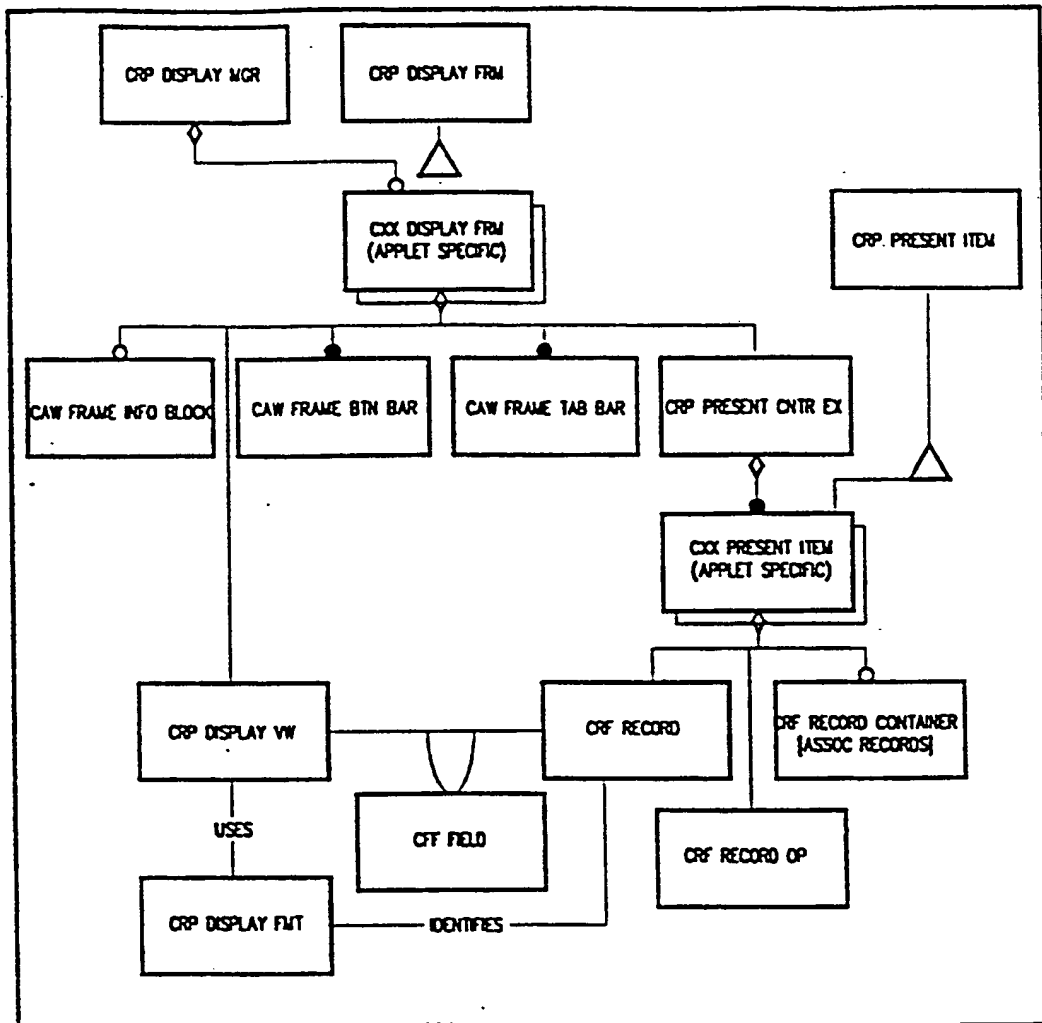 CRP DISPLAY MGR
CRP DISPLAY FRM
CXX DISPLAY FRM
(APPLET SPECIFIC)
CRP. PRESENT ITEM
CAW FRAME INFO BLOCK
CAW FRAME BTN BAR
CAW FRAME TAB BAR
CRP PRESENT CNTR EX
CXX PRESENT ITEM
(APPLET SPECIFIC)
CRP DISPLAY VW
CRF RECORD
CRF RECORD CONTAINER
[ASSOC RECORDS]
USES
CFF FIELD
CRF RECORD OP
CRP DISPLAY FMT
IDENTIFIES